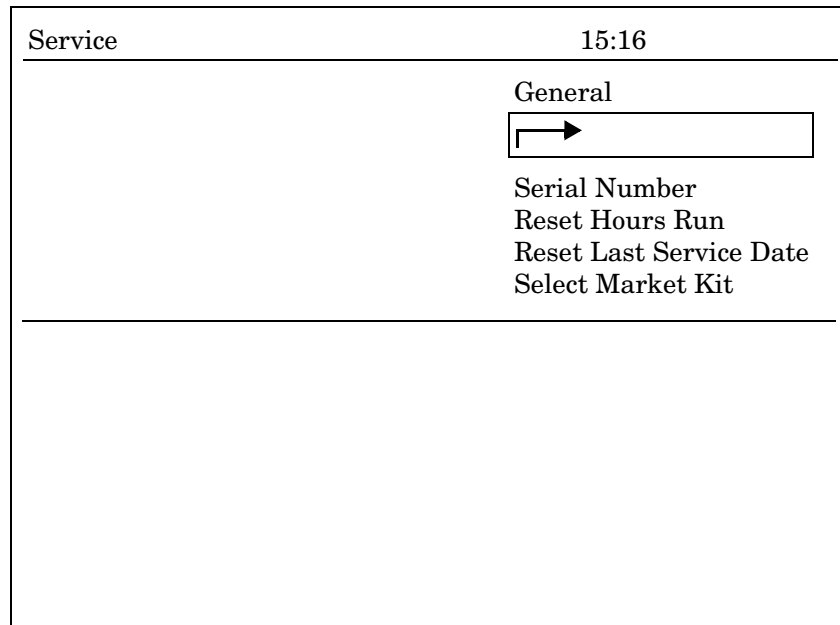 Service 15:16
General
Serial Number
Reset Hours Run
Reset Last Service Date
Select Market Kit